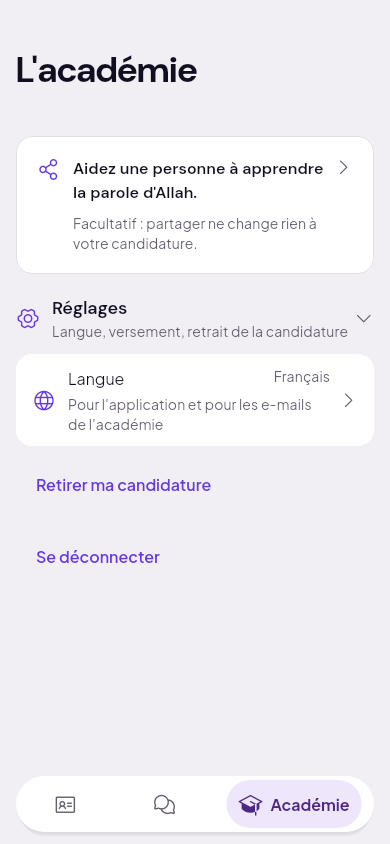 L'académie
Aidez une personne à apprendre
la parole d'Allah.
Facultatif : partager ne change rien à
votre candidature.
Réglages
Langue, versement, retrait de la candidature
Langue
Français
Pour l'application et pour les e-mails
de l'académie
Retirer ma candidature
Se déconnecter
Académie